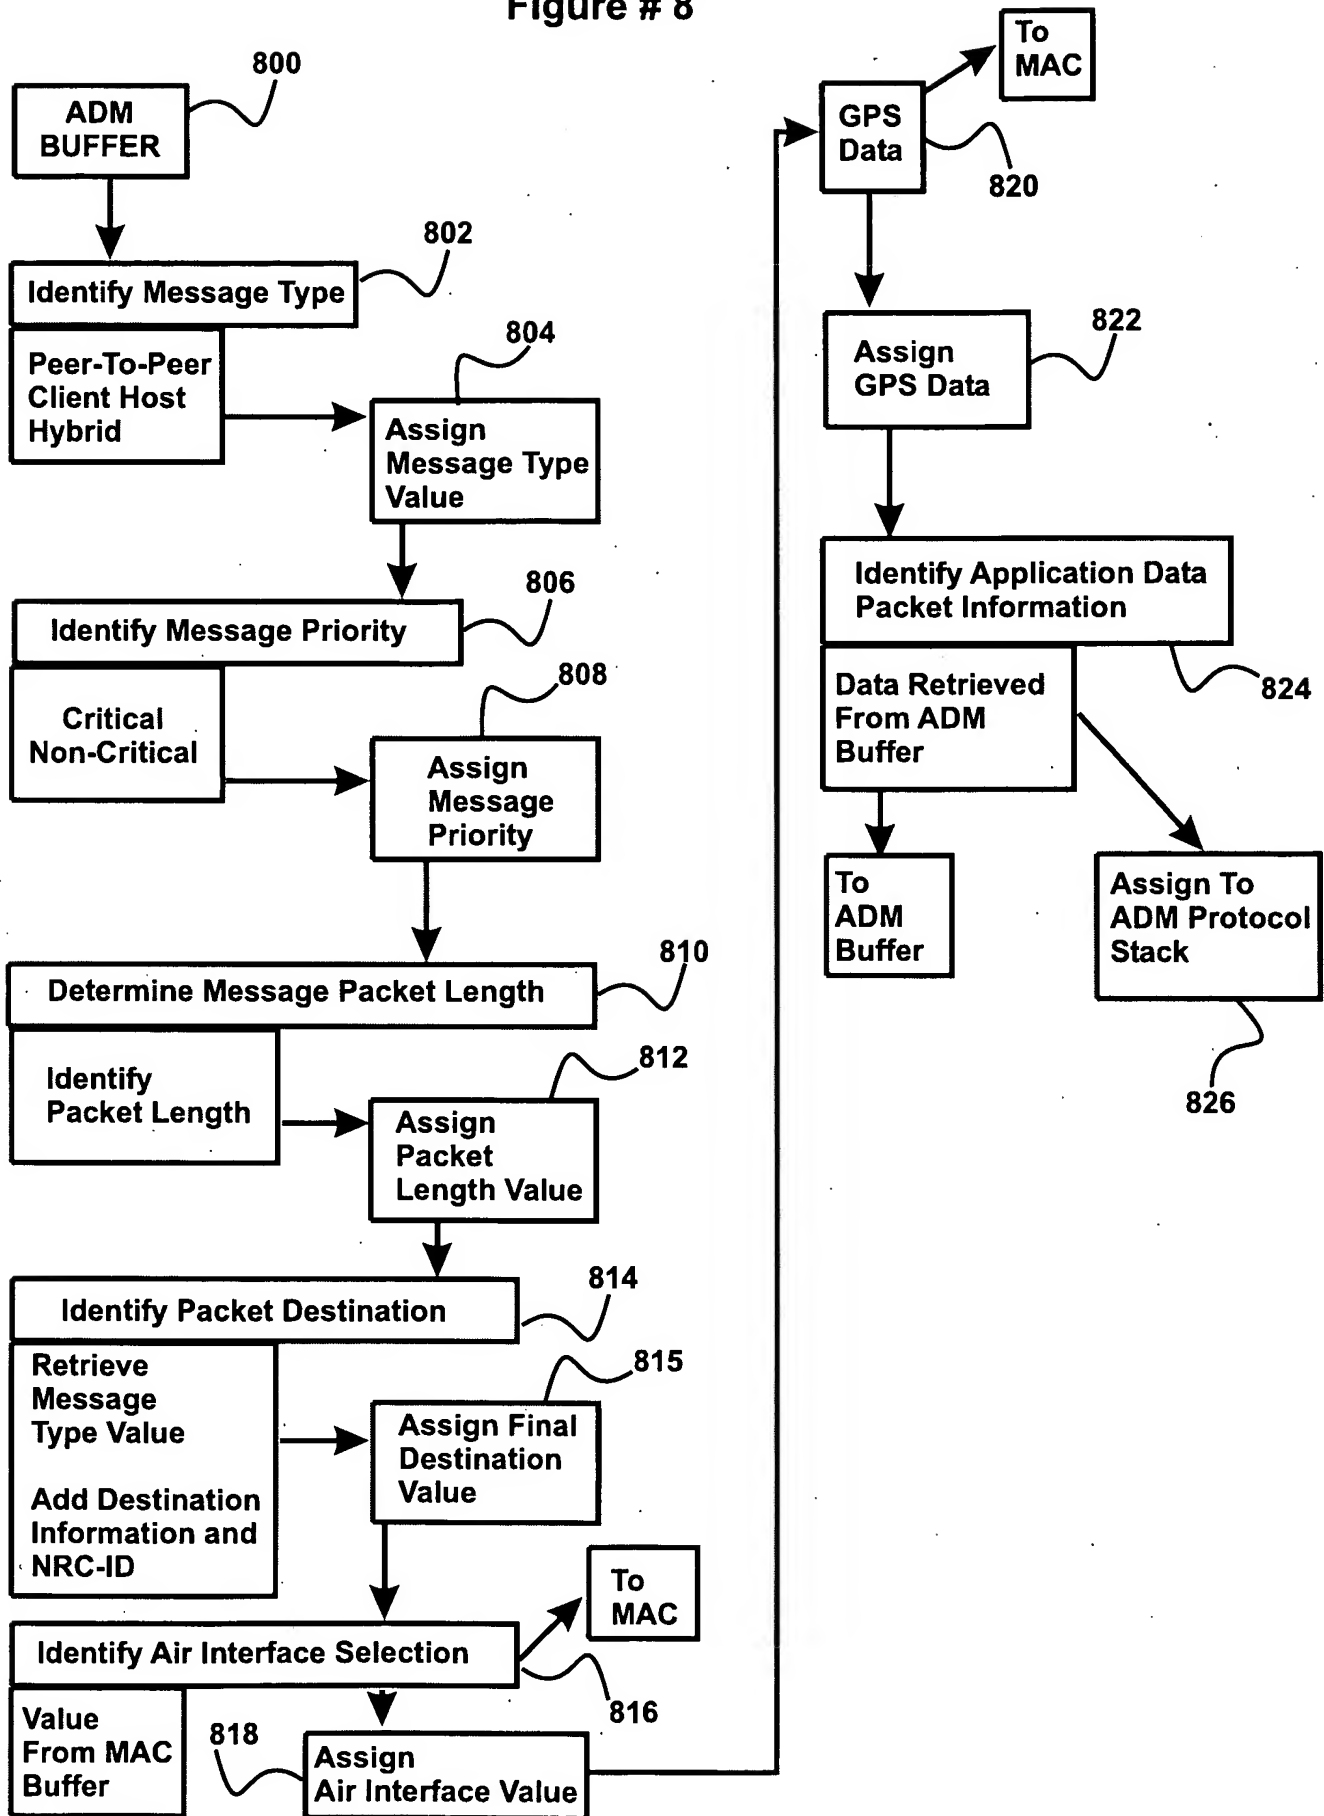 Figure # 8
800
ADM
BUFFER
802
Identify Message Type
Peer-To-Peer
Client Host
Hybrid
804
Assign
Message Type
Value
806
Identify Message Priority
Critical
Non-Critical
808
Assign
Message
Priority
810
Determine Message Packet Length
Identify
Packet Length
812
Assign
Packet
Length Value
814
Identify Packet Destination
Retrieve
Message
Type Value
Add Destination
Information and
NRC-ID
815
Assign Final
Destination
Value
To
MAC
Identify Air Interface Selection
816
Value
From MAC
Buffer
818
Assign
Air Interface Value
To
MAC
GPS
Data
820
822
Assign
GPS Data
Identify Application Data
Packet Information
824
Data Retrieved
From ADM
Buffer
To
ADM
Buffer
Assign To
ADM Protocol
Stack
826